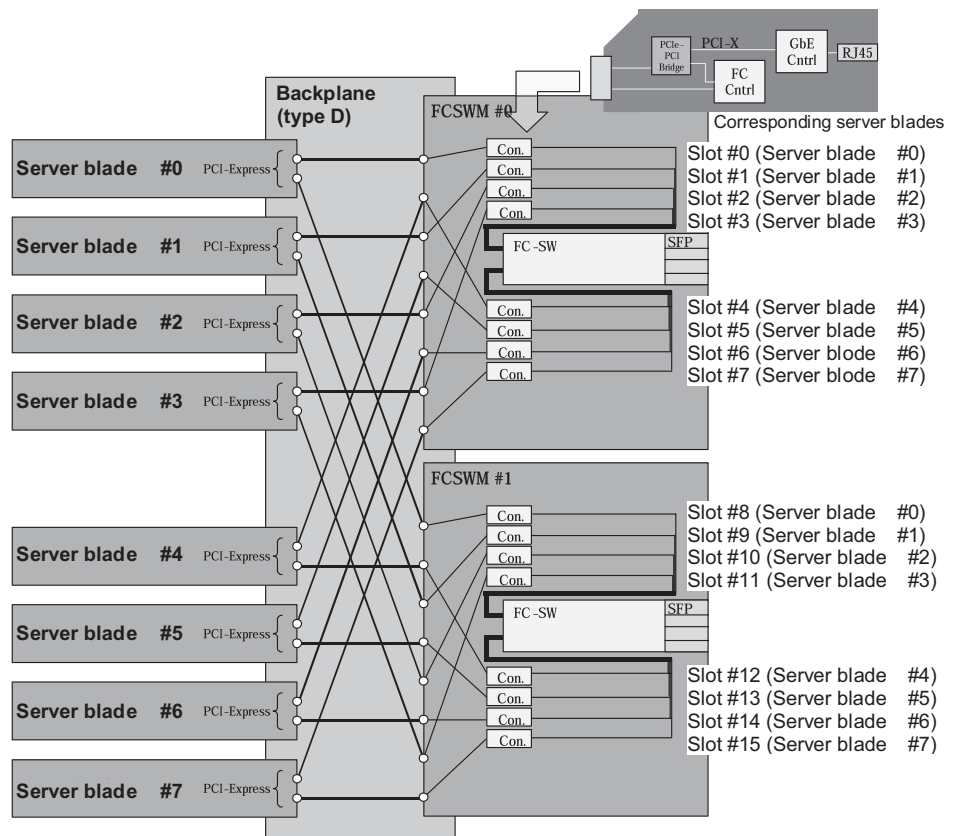 PCIe-
PCI
Bridge
PCI-X
GbE
Cntrl
RJ45
FC
Cntrl
Backplane
(type D)
FCSWM #0
Corresponding server blades
Server blade #0 PCI-Express
Server blade #1 PCI-Express
Server blade #2 PCI-Express
Server blade #3 PCI-Express
Con.
Con.
Con.
Con.
Slot #0 (Server blade #0)
Slot #1 (Server blade #1)
Slot #2 (Server blade #2)
Slot #3 (Server blade #3)
FC-SW
SFP
Con.
Con.
Con.
Con.
Slot #4 (Server blade #4)
Slot #5 (Server blade #5)
Slot #6 (Server blode #6)
Slot #7 (Server blode #7)
FCSWM #1
Server blade #4 PCI-Express
Server blade #5 PCI-Express
Server blade #6 PCI-Express
Server blade #7 PCI-Express
Con.
Con.
Con.
Con.
Slot #8 (Server blade #0)
Slot #9 (Server blade #1)
Slot #10 (Server blade #2)
Slot #11 (Server blade #3)
FC-SW
SFP
Con.
Con.
Con.
Con.
Slot #12 (Server blade #4)
Slot #13 (Server blade #5)
Slot #14 (Server blade #6)
Slot #15 (Server blade #7)